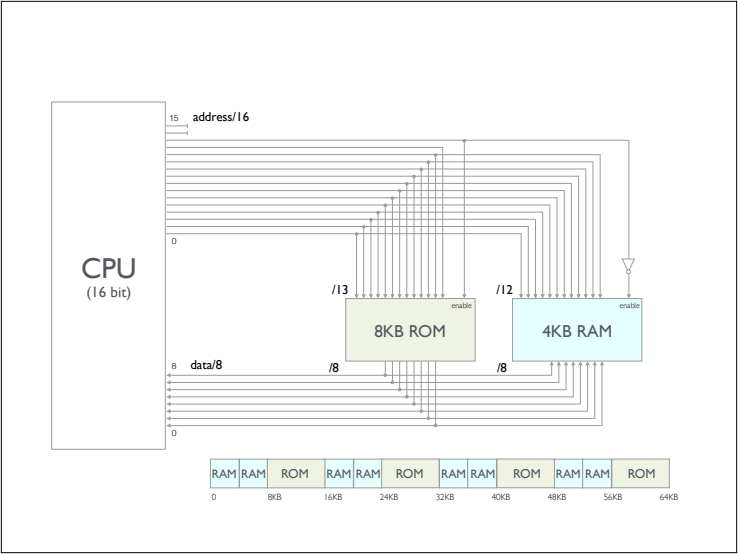 15 address/16
0
CPU
(16 bit)
/13 /12
enable enable
8KB ROM 4KB RAM
8 data/8 /8 /8
0
RAM RAM ROM RAM RAM ROM RAM RAM ROM RAM RAM ROM
0 8KB 16KB 24KB 32KB 40KB 48KB 56KB 64KB